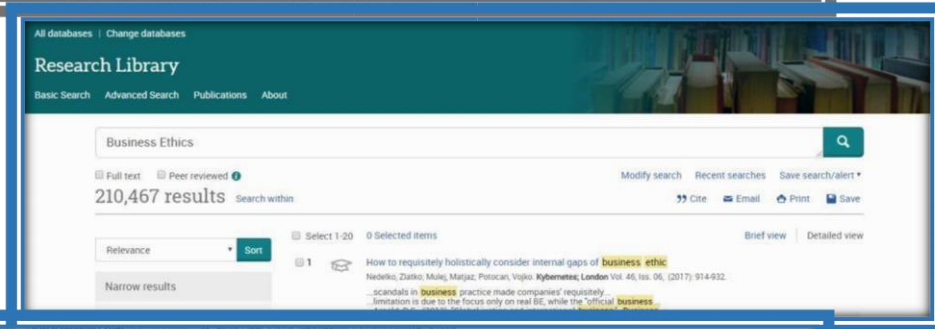 All databases | Change databases
Research Library
Basic Search Advanced Search Publications About
Business Ethics
Full text Peer reviewed
Modify search Recent searches Save search/alert
210,467 results Search within
Cite Email Print Save
Select 1-20 0 Selected items Brief view Detailed view
Relevance Sort
1 How to requisitely holistically consider internal gaps of business ethic
Nedelko, Zlatko; Mulej, Matjaz; Potocan, Vojko. Kybernetes; London Vol. 46, Iss. 06, (2017): 914-932.
Narrow results
...scandals in business practice made companies' requisitely...
...limitation is due to the focus only on real BE, while the "official business...